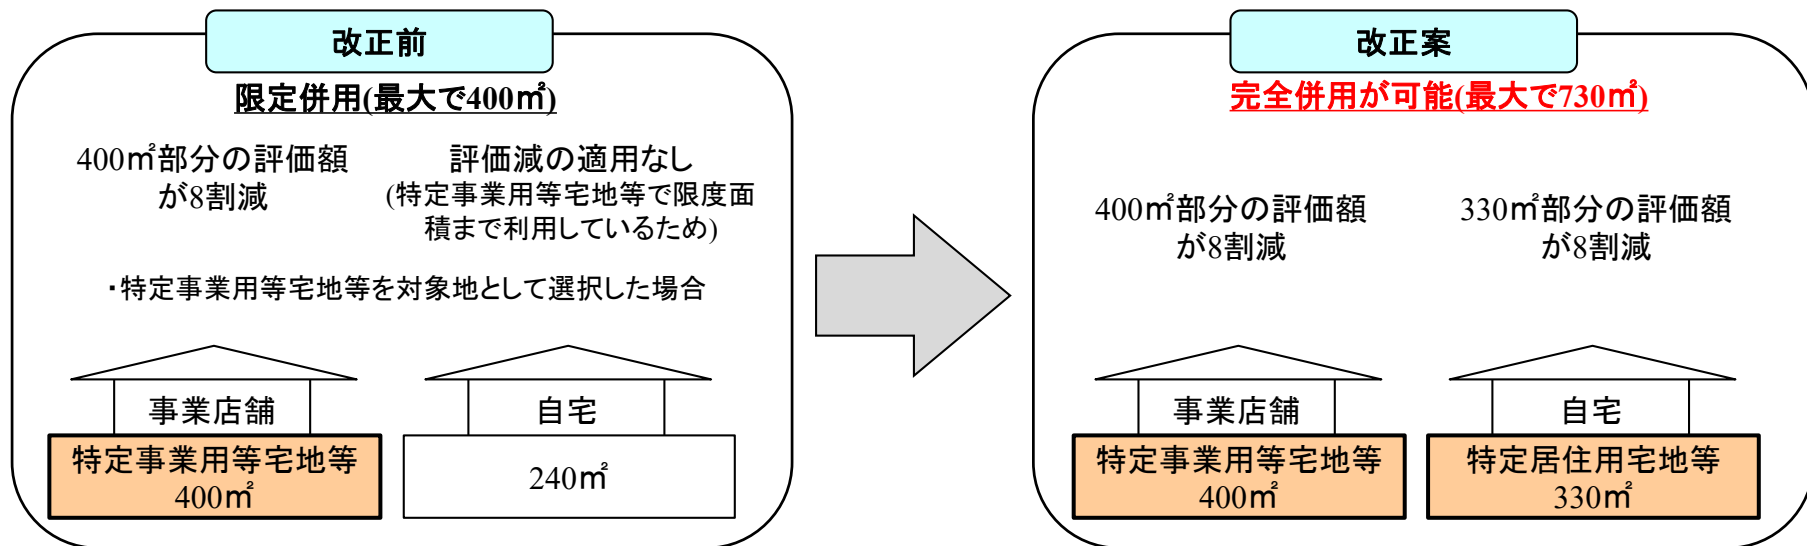 改正前
限定併用(最大で400㎡)
400㎡部分の評価額
が8割減
評価減の適用なし
(特定事業用等宅地等で限度面
積まで利用しているため)
・特定事業用等宅地等を対象地として選択した場合
事業店舗
特定事業用等宅地等
400㎡
自宅
240㎡
改正案
完全併用が可能(最大で730㎡)
400㎡部分の評価額
が8割減
330㎡部分の評価額
が8割減
事業店舗
特定事業用等宅地等
400㎡
自宅
特定居住用宅地等
330㎡